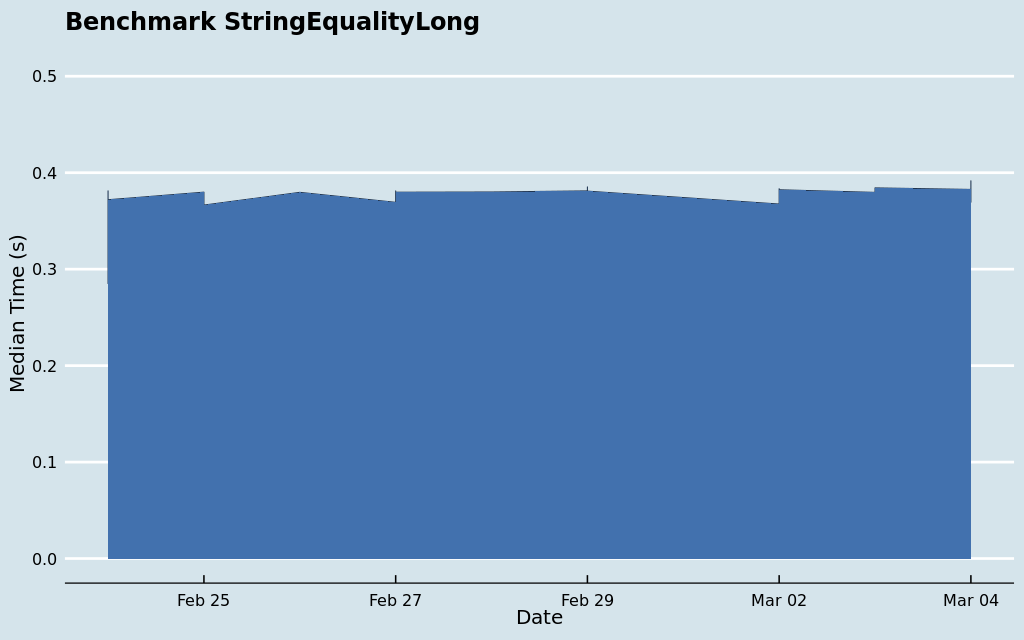 Benchmark StringEqualityLong
0.5
0.4
0.3
0.2
0.1
0.0
Median Time (s)
Feb 25
Feb 27
Feb 29
Mar 02
Mar 04
Date